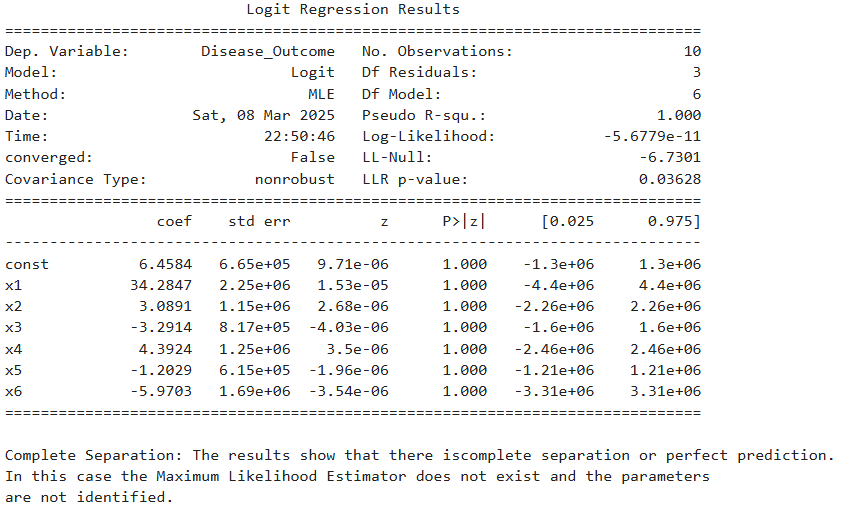 Logit Regression Results
==============================================================================
Dep. Variable: Disease_Outcome No. Observations: 10
Model: Logit Df Residuals: 3
Method: MLE Df Model: 6
Date: Sat, 08 Mar 2025 Pseudo R-squ.: 1.000
Time: 22:50:46 Log-Likelihood: -5.6779e-11
converged: False LL-Null: -6.7301
Covariance Type: nonrobust LLR p-value: 0.03628
==============================================================================
coef std err z P>|z| [0.025 0.975]
------------------------------------------------------------------------------
const 6.4584 6.65e+05 9.71e-06 1.000 -1.3e+06 1.3e+06
x1 34.2847 2.25e+06 1.53e-05 1.000 -4.4e+06 4.4e+06
x2 3.0891 1.15e+06 2.68e-06 1.000 -2.26e+06 2.26e+06
x3 -3.2914 8.17e+05 -4.03e-06 1.000 -1.6e+06 1.6e+06
x4 4.3924 1.25e+06 3.5e-06 1.000 -2.46e+06 2.46e+06
x5 -1.2029 6.15e+05 -1.96e-06 1.000 -1.21e+06 1.21e+06
x6 -5.9703 1.69e+06 -3.54e-06 1.000 -3.31e+06 3.31e+06
==============================================================================
Complete Separation: The results show that there iscomplete separation or perfect prediction.
In this case the Maximum Likelihood Estimator does not exist and the parameters
are not identified.